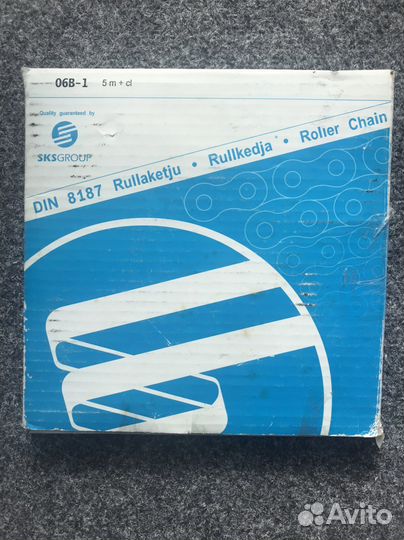 06B-1 5 m + cl
Quality guaranteed by
SKSGROUP
DIN 8187 Rullaketju • Rullkedja • Roller Chain
Avito